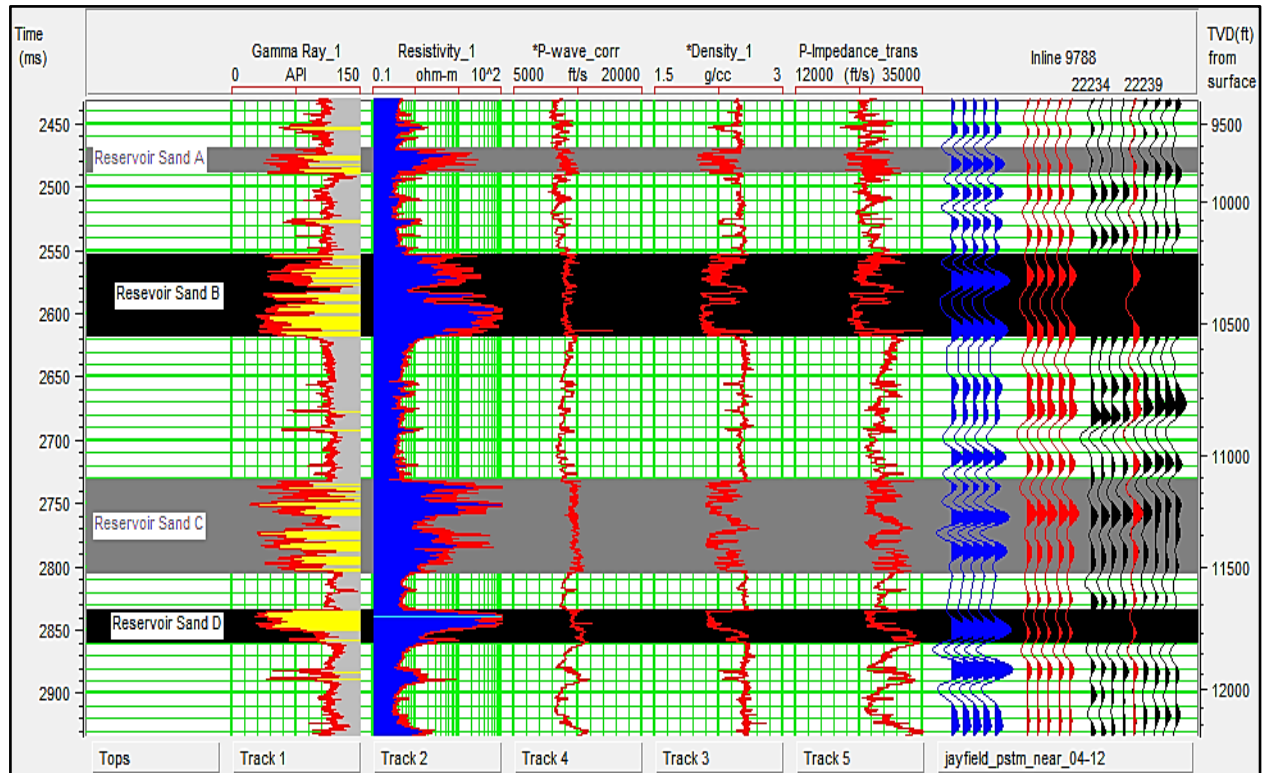 Time
(ms)
Gamma Ray_1
0 API 150
Resistivity_1
0.1 ohm-m 10^2
*P-wave_corr
5000 ft/s 20000
*Density_1
1.5 g/cc 3
P-Impedance_trans
12000 (ft/s) 35000
Inline 9788
22234 22239
TVD(ft)
from
surface
2450
2500
2550
2600
2650
2700
2750
2800
2850
2900
Reservoir Sand A
Resevoir Sand B
Reservoir Sand C
Reservoir Sand D
9500
10000
10500
11000
11500
12000
Tops
Track 1
Track 2
Track 4
Track 3
Track 5
jayfield_pstm_near_04-12